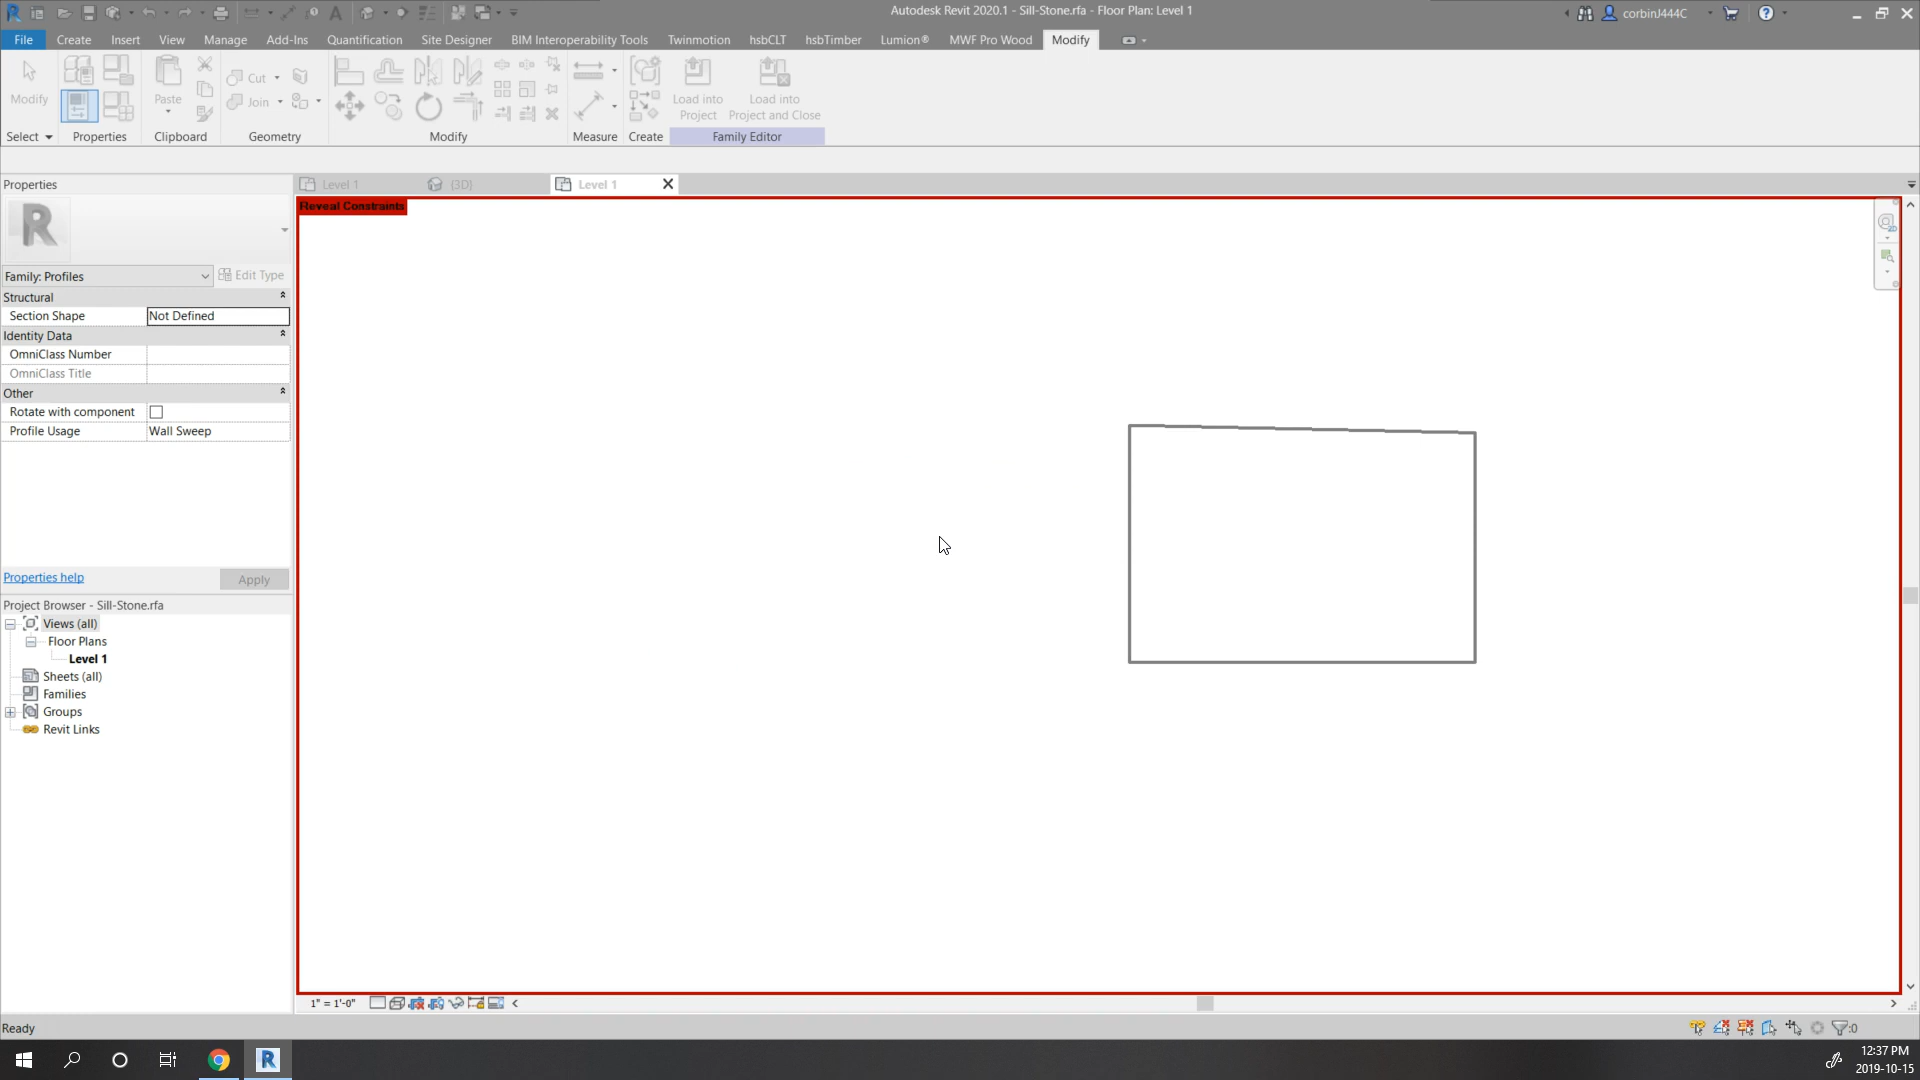 Autodesk Revit 2020.1 - Sill-Stone.rfa - Floor Plan: Level 1
corbinJ444C
File Create Insert View Manage Add-Ins Quantification Site Designer BIM Interoperability Tools Twinmotion hsbCLT hsbTimber Lumion® MWF Pro Wood Modify
Modify
Paste
Cut
Join
Load into
Project
Load into
Project and Close
Select Properties Clipboard Geometry Modify Measure Create Family Editor
Properties
Level 1
{3D}
Level 1
Reveal Constraints
Family: Profiles
Edit Type
Structural
Section Shape Not Defined
Identity Data
OmniClass Number
OmniClass Title
Other
Rotate with component
Profile Usage Wall Sweep
Properties help
Apply
Project Browser - Sill-Stone.rfa
Views (all)
Floor Plans
Level 1
Sheets (all)
Families
Groups
Revit Links
1" = 1'-0"
Ready
:0
12:37 PM
2019-10-15